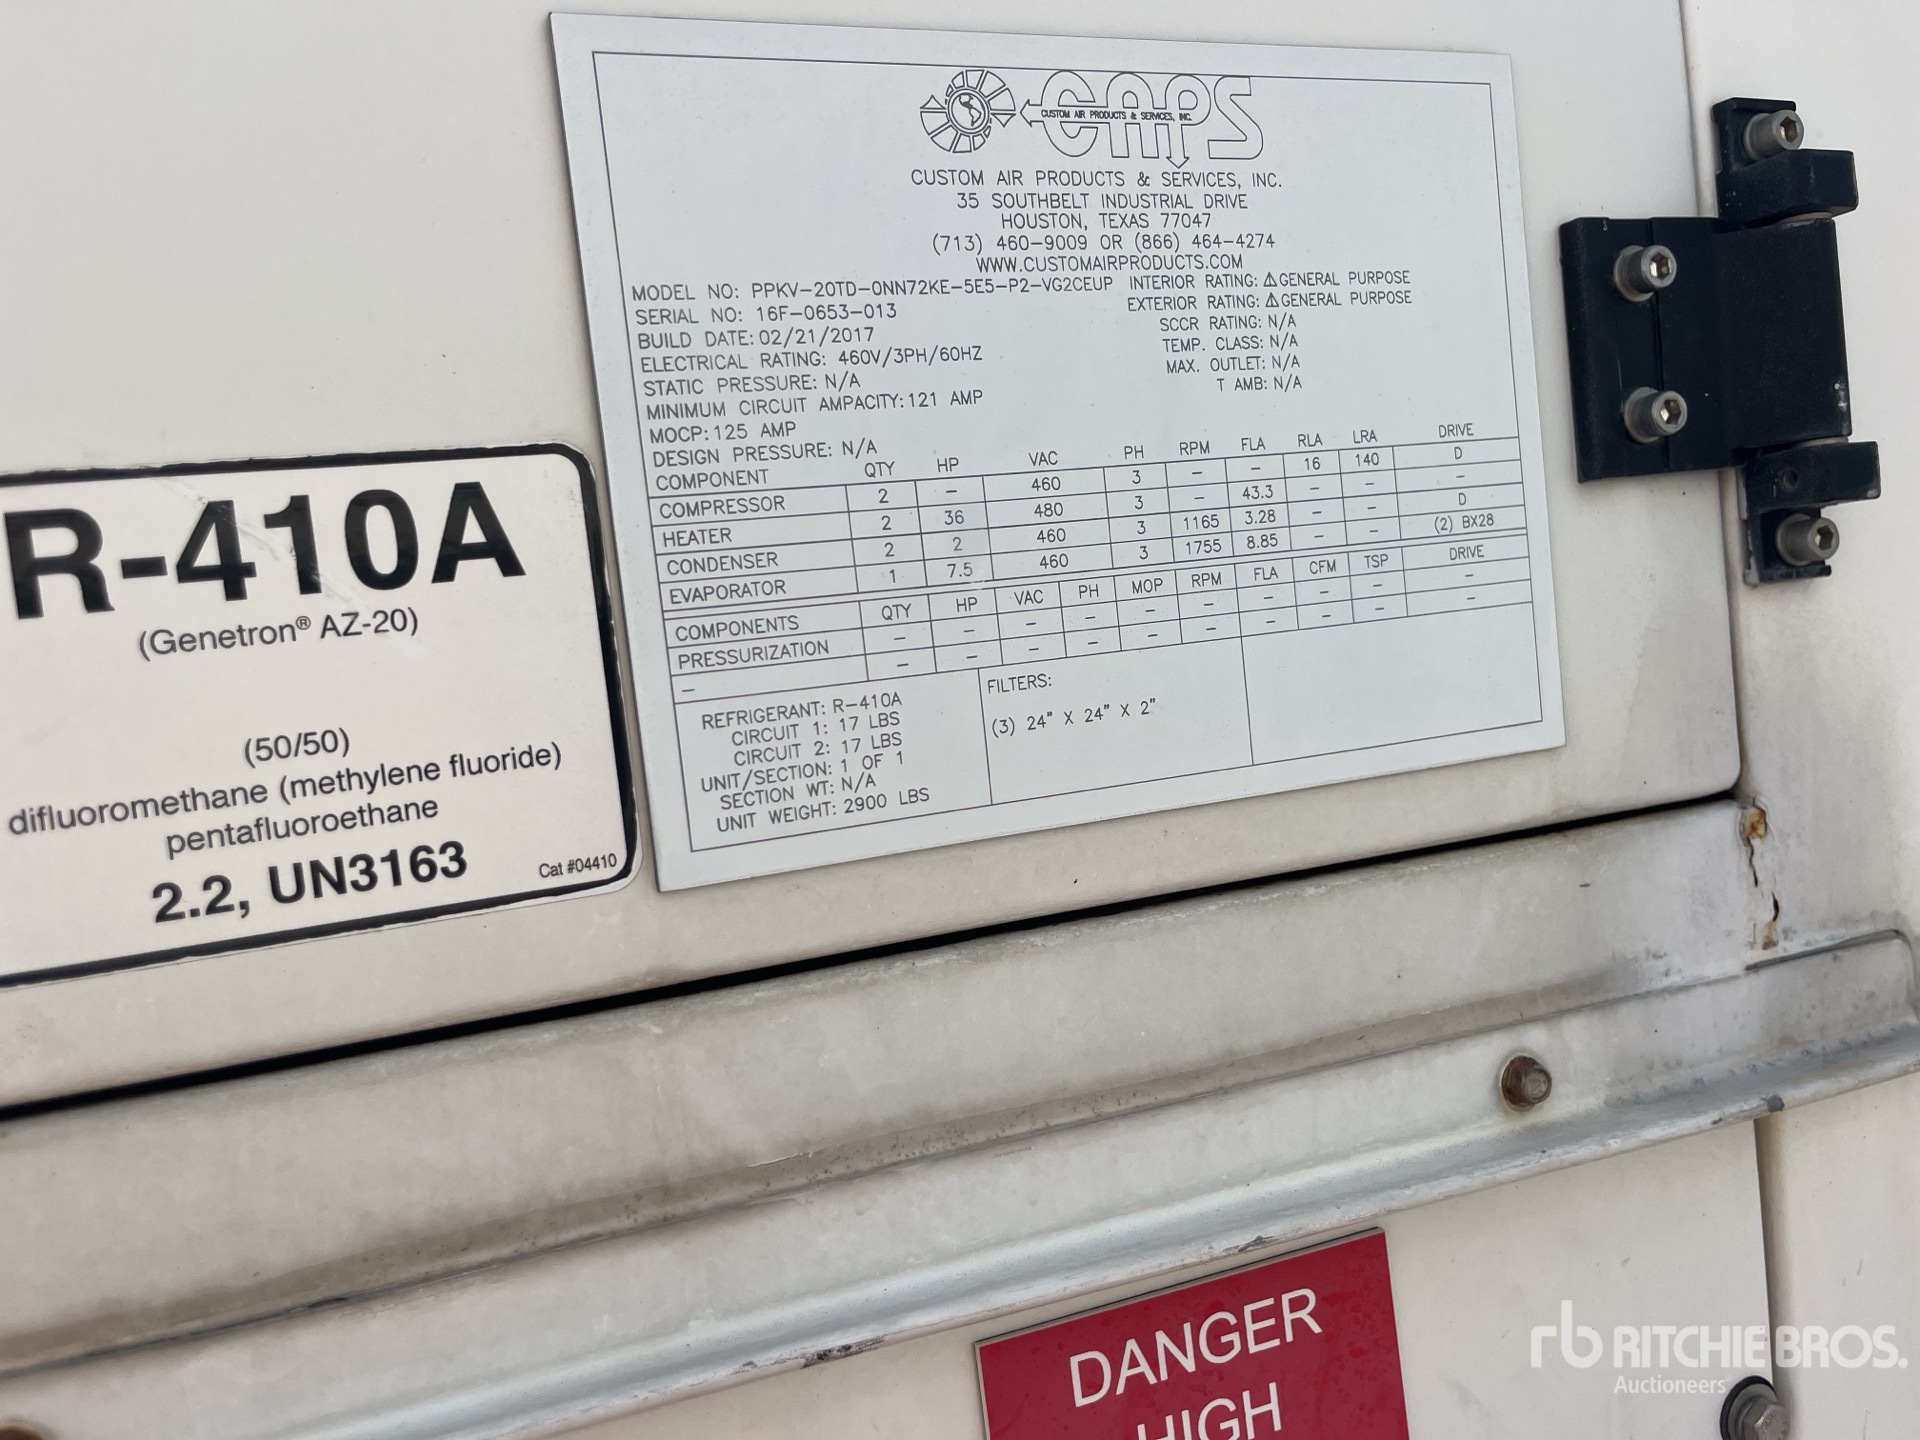 CAPS
CUSTOM AIR PRODUCTS & SERVICES, INC.
CUSTOM AIR PRODUCTS & SERVICES, INC.
35 SOUTHBELT INDUSTRIAL DRIVE
HOUSTON, TEXAS 77047
(713) 460-9009 OR (866) 464-4274
WWW.CUSTOMAIRPRODUCTS.COM
MODEL NO: PPKV-20TD-0NN72KE-5E5-P2-VG2CEUP INTERIOR RATING: ⚠GENERAL PURPOSE
SERIAL NO: 16F-0653-013 EXTERIOR RATING: ⚠GENERAL PURPOSE
BUILD DATE: 02/21/2017 SCCR RATING: N/A
ELECTRICAL RATING: 460V/3PH/60HZ TEMP. CLASS: N/A
STATIC PRESSURE: N/A MAX. OUTLET: N/A
MINIMUM CIRCUIT AMPACITY: 121 AMP T AMB: N/A
MOCP: 125 AMP
DESIGN PRESSURE: N/A
COMPONENT QTY HP VAC PH RPM FLA RLA LRA DRIVE
COMPRESSOR 2 - 460 3 - - 16 140 D
HEATER 2 36 480 3 - 43.3 - - -
CONDENSER 2 2 460 3 1165 3.28 - - D
EVAPORATOR 1 7.5 460 3 1755 8.85 - - (2) BX28
COMPONENTS QTY HP VAC PH MOP RPM FLA CFM TSP DRIVE
PRESSURIZATION - - - - - - - - - -
- - - - - - - - - - -
REFRIGERANT: R-410A
CIRCUIT 1: 17 LBS
CIRCUIT 2: 17 LBS
UNIT/SECTION: 1 OF 1
SECTION WT: N/A
UNIT WEIGHT: 2900 LBS
FILTERS:
(3) 24" X 24" X 2"
R-410A
(Genetron® AZ-20)
(50/50)
difluoromethane (methylene fluoride)
pentafluoroethane
2.2, UN3163
Cat #04410
DANGER
HIGH
rb RITCHIE BROS.
Auctioneers